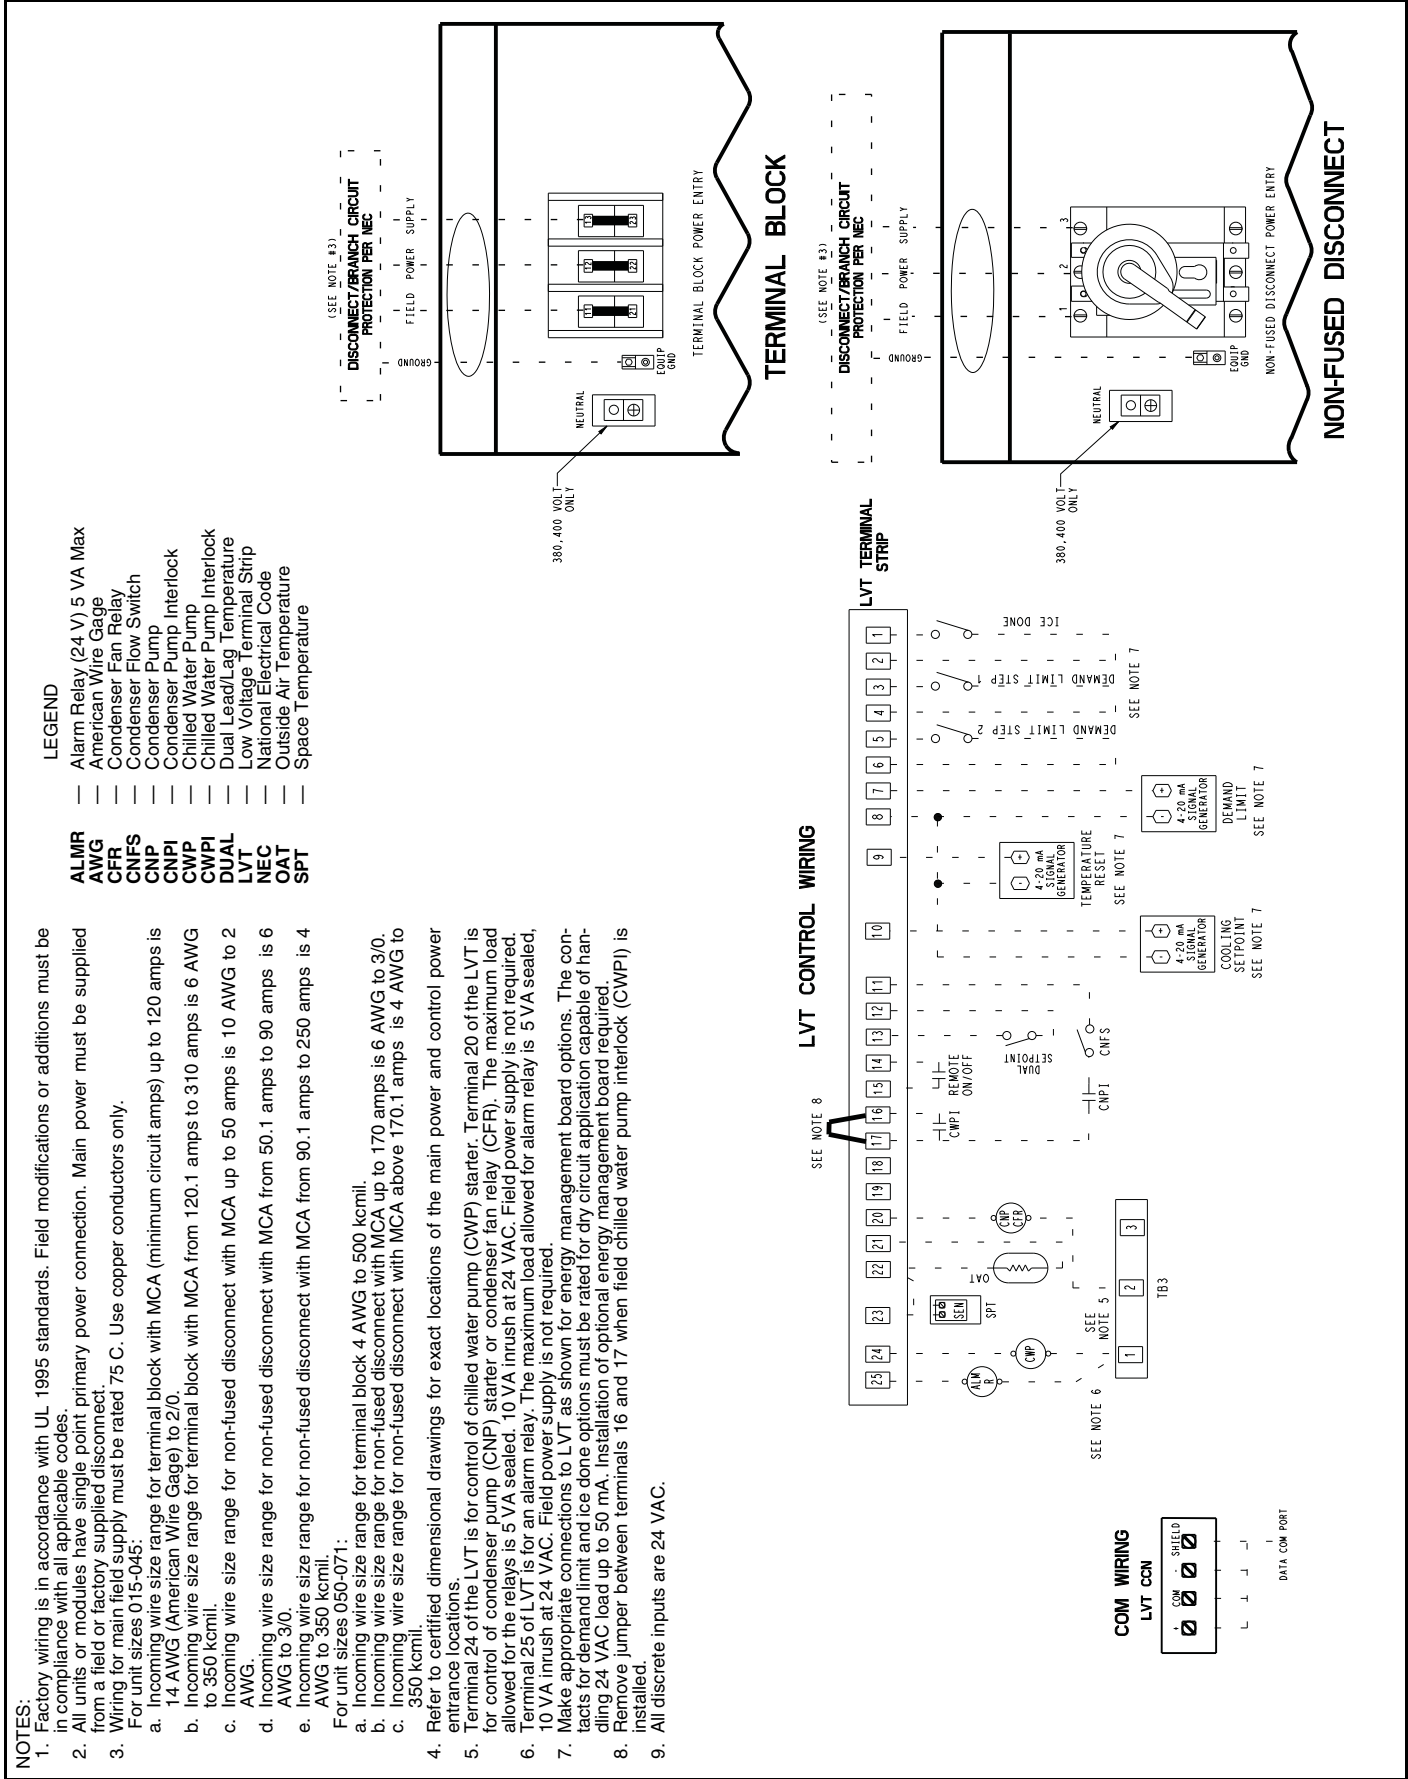 NOTES:
1. Factory wiring is in accordance with UL 1995 standards. Field modifications or additions must be
in compliance with all applicable codes.
2. All units or modules have single point primary power connection. Main power must be supplied
from a field or factory supplied disconnect.
3. Wiring for main field supply must be rated 75 C. Use copper conductors only.
For unit sizes 015-045:
a. Incoming wire size range for terminal block with MCA (minimum circuit amps) up to 120 amps is
14 AWG (American Wire Gage) to 2/0.
b. Incoming wire size range for terminal block with MCA from 120.1 amps to 310 amps is 6 AWG
to 350 kcmil.
c. Incoming wire size range for non-fused disconnect with MCA up to 50 amps is 10 AWG to 2
AWG.
d. Incoming wire size range for non-fused disconnect with MCA from 50.1 amps to 90 amps is 6
AWG to 3/0.
e. Incoming wire size range for non-fused disconnect with MCA from 90.1 amps to 250 amps is 4
AWG to 350 kcmil.
For unit sizes 050-071:
a. Incoming wire size range for terminal block 4 AWG to 500 kcmil.
b. Incoming wire size range for non-fused disconnect with MCA up to 170 amps is 6 AWG to 3/0.
c. Incoming wire size range for non-fused disconnect with MCA above 170.1 amps is 4 AWG to
350 kcmil.
4. Refer to certified dimensional drawings for exact locations of the main power and control power
entrance locations.
5. Terminal 24 of the LVT is for control of chilled water pump (CWP) starter. Terminal 20 of the LVT is
for control of condenser pump (CNP) starter or condenser fan relay (CFR). The maximum load
allowed for the relays is 5 VA sealed. 10 VA inrush at 24 VAC. Field power supply is not required.
6. Terminal 25 of LVT is for an alarm relay. The maximum load allowed for alarm relay is 5 VA sealed,
10 VA inrush at 24 VAC. Field power supply is not required.
7. Make appropriate connections to LVT as shown for energy management board options. The con-
tacts for demand limit and ice done options must be rated for dry circuit application capable of han-
dling 24 VAC load up to 50 mA. Installation of optional energy management board required.
8. Remove jumper between terminals 16 and 17 when field chilled water pump interlock (CWPI) is
installed.
9. All discrete inputs are 24 VAC.
LEGEND
ALMR — Alarm Relay (24 V) 5 VA Max
AWG — American Wire Gage
CFR — Condenser Fan Relay
CNFS — Condenser Flow Switch
CNP — Condenser Pump
CNPI — Condenser Pump Interlock
CWP — Chilled Water Pump
CWPI — Chilled Water Pump Interlock
DUAL — Dual Lead/Lag Temperature
LVT — Low Voltage Terminal Strip
NEC — National Electrical Code
OAT — Outside Air Temperature
SPT — Space Temperature
(SEE NOTE #3)
DISCONNECT/BRANCH CIRCUIT
PROTECTION PER NEC
GROUND
FIELD POWER SUPPLY
11 12 13
21 22 23
NEUTRAL
EQUIP
GND
380,400 VOLT
ONLY
TERMINAL BLOCK POWER ENTRY
TERMINAL BLOCK
(SEE NOTE #3)
DISCONNECT/BRANCH CIRCUIT
PROTECTION PER NEC
GROUND
FIELD POWER SUPPLY
1 2 3
NEUTRAL
EQUIP
GND
380,400 VOLT
ONLY
NON-FUSED DISCONNECT POWER ENTRY
NON-FUSED DISCONNECT
LVT CONTROL WIRING
LVT TERMINAL
STRIP
SEE NOTE 8
25 24 23 22 21 20 19 18 17 16 15 14 13 12 11 10 9 8 7 6 5 4 3 2 1
ALM
R
CWP
SEN
SPT
OAT
CNP
CFR
CWPI
REMOTE
ON/OFF
DUAL
SETPOINT
CNPI
CNFS
- +
4-20 mA
SIGNAL
GENERATOR
COOLING
SETPOINT
SEE NOTE 7
- +
4-20 mA
SIGNAL
GENERATOR
TEMPERATURE
RESET
SEE NOTE 7
- +
4-20 mA
SIGNAL
GENERATOR
DEMAND
LIMIT
SEE NOTE 7
DEMAND LIMIT STEP 2
DEMAND LIMIT STEP 1
ICE DONE
SEE NOTE 7
SEE NOTE 6
SEE
NOTE 5
1 2 3
TB3
COM WIRING
LVT CCN
+ COM - SHIELD
DATA COM PORT